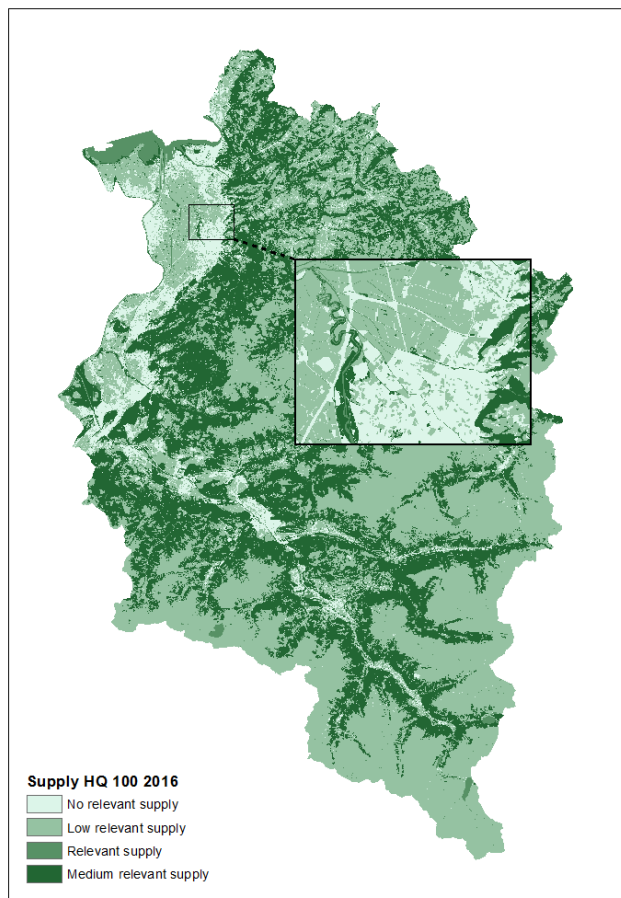 Supply HQ 100 2016
No relevant supply
Low relevant supply
Relevant supply
Medium relevant supply